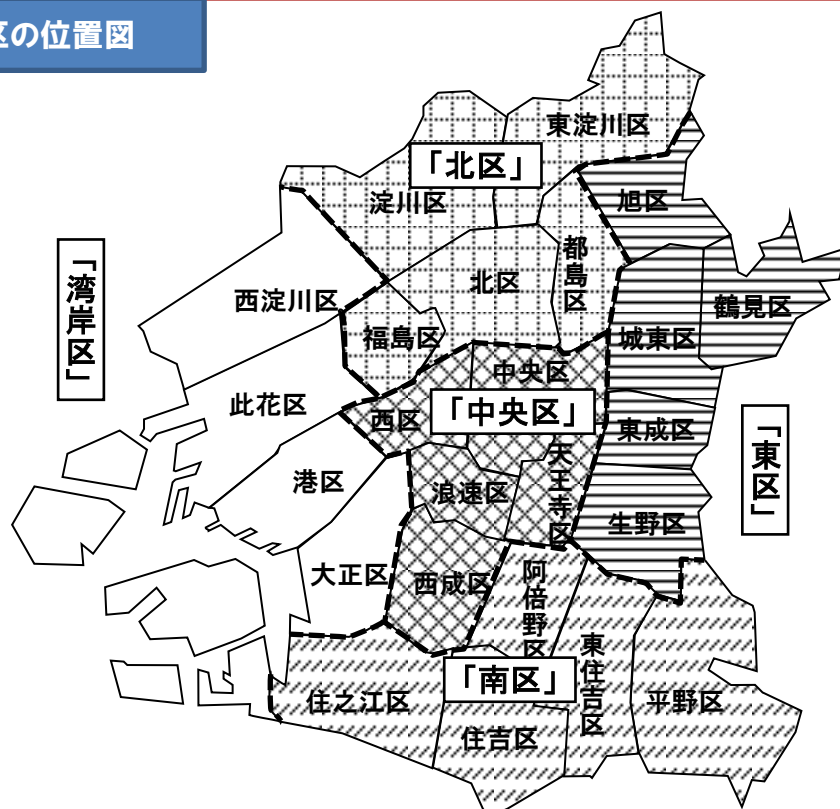 区の位置図
東淀川区
「北区」
淀川区
旭区
都島区
「湾岸区」
西淀川区
北区
鶴見区
福島区
城東区
中央区
此花区
西区
「中央区」
東成区
「東区」
天王寺区
港区
浪速区
生野区
大正区
西成区
阿倍野区
東住吉区
「南区」
住之江区
平野区
住吉区